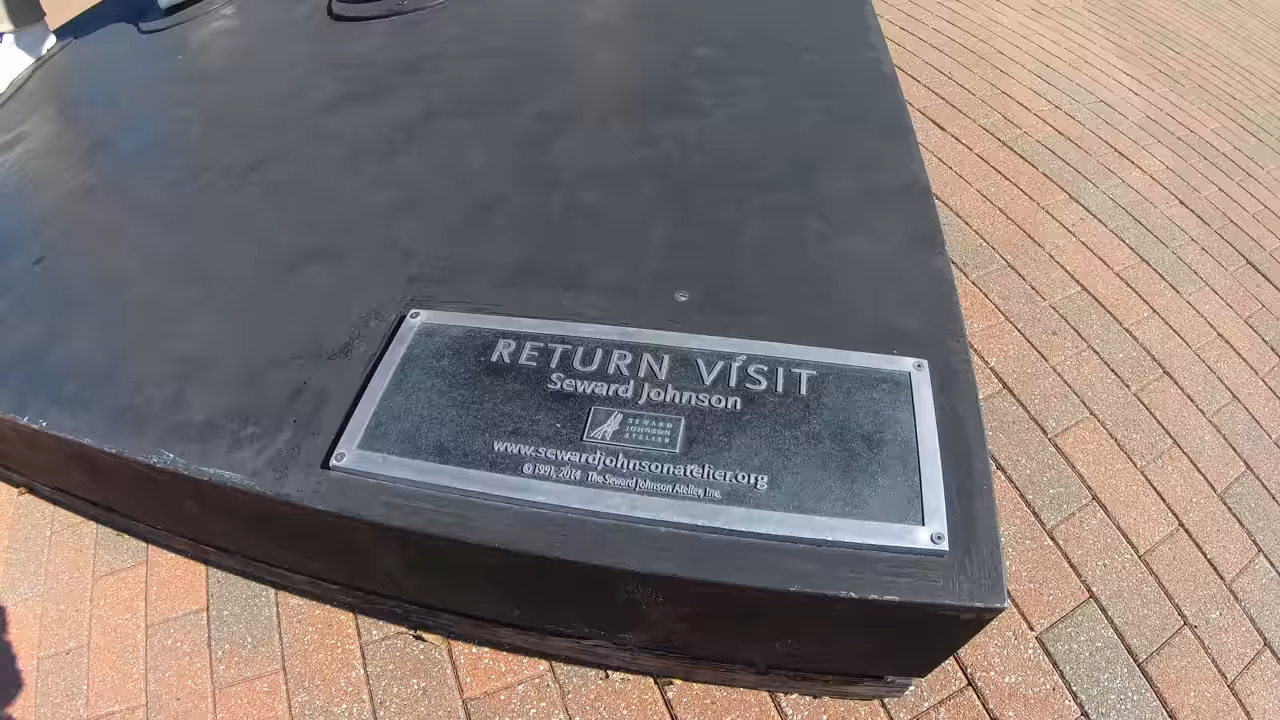 RETURN VISIT
Seward Johnson
SEWARD
JOHNSON
ATELIER
www.sewardjohnsonatelier.org
© 1991, 2014 The Seward Johnson Atelier, Inc.